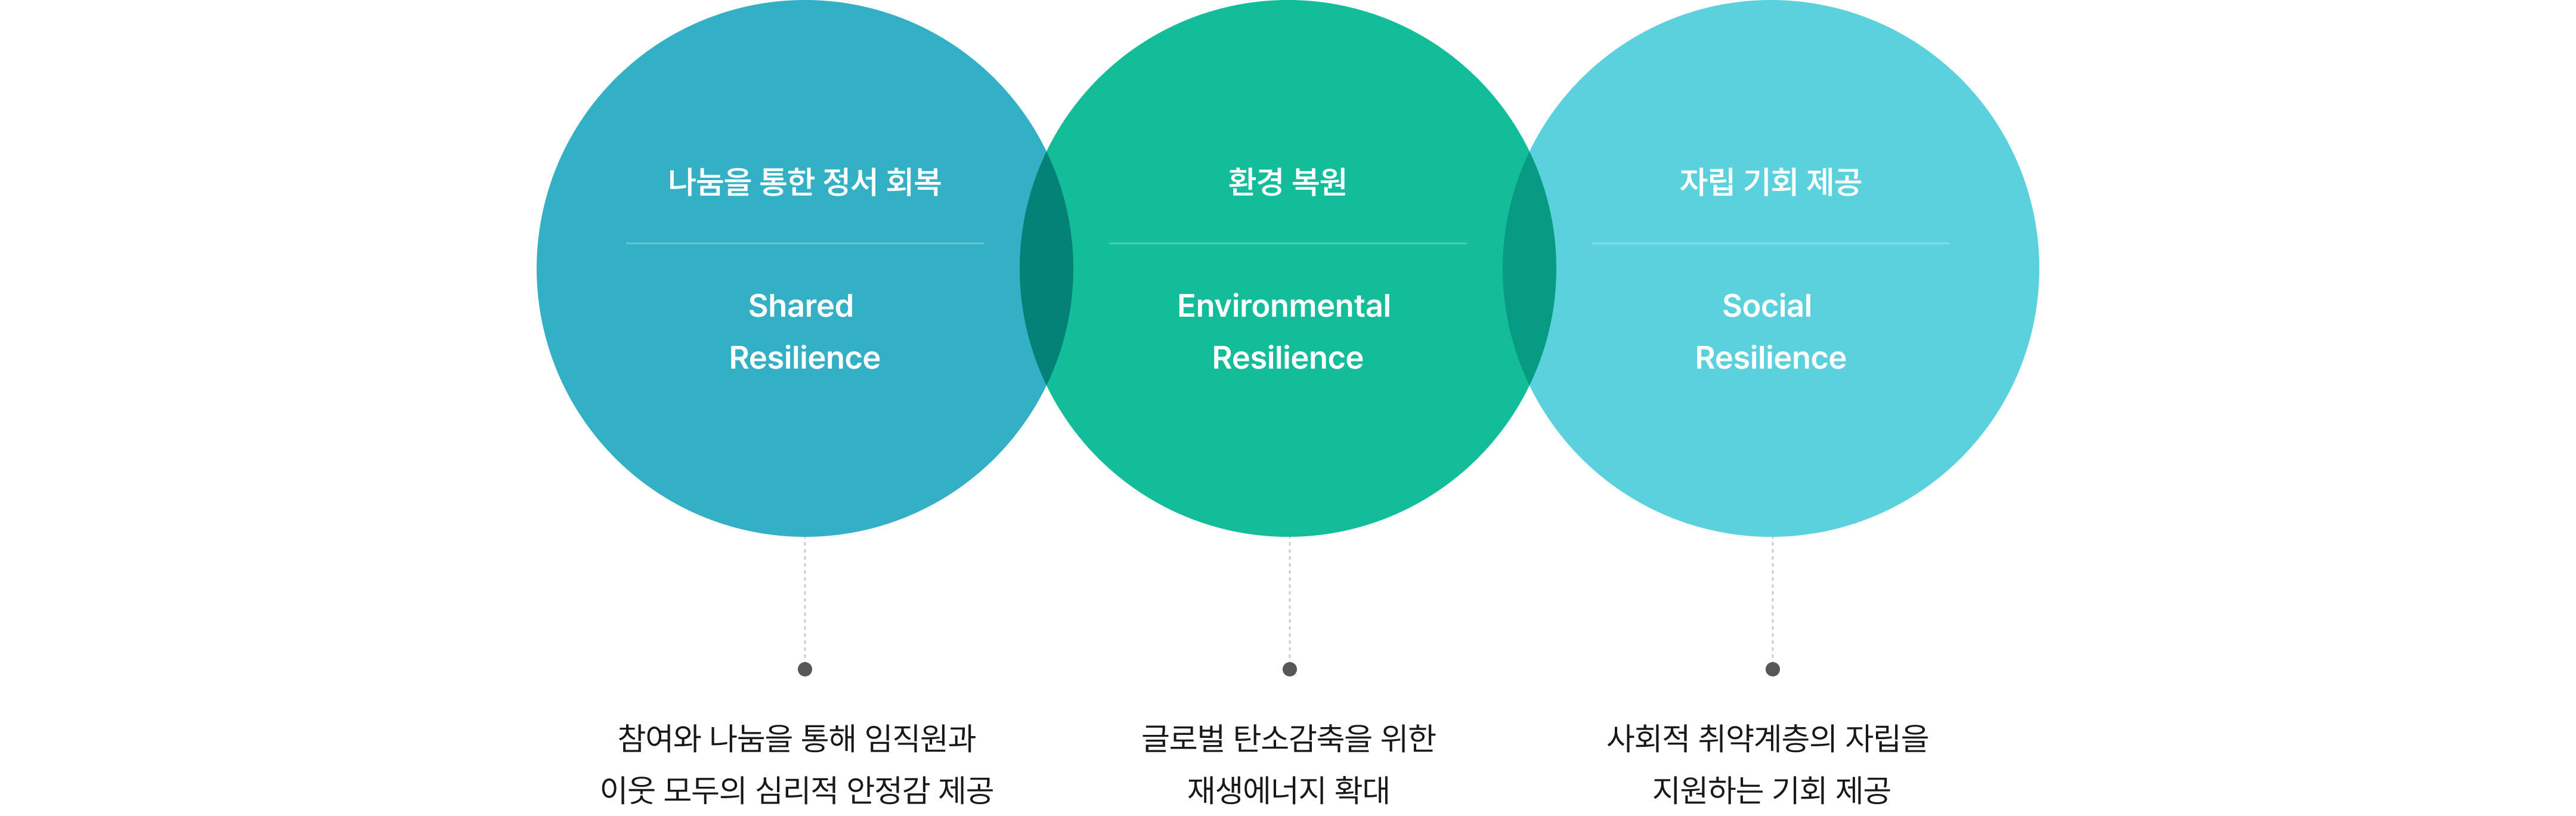 나눔을 통한 정서 회복
Shared
Resilience
참여와 나눔을 통해 임직원과
이웃 모두의 심리적 안정감 제공
환경 복원
Environmental
Resilience
글로벌 탄소감축을 위한
재생에너지 확대
자립 기회 제공
Social
Resilience
사회적 취약계층의 자립을
지원하는 기회 제공